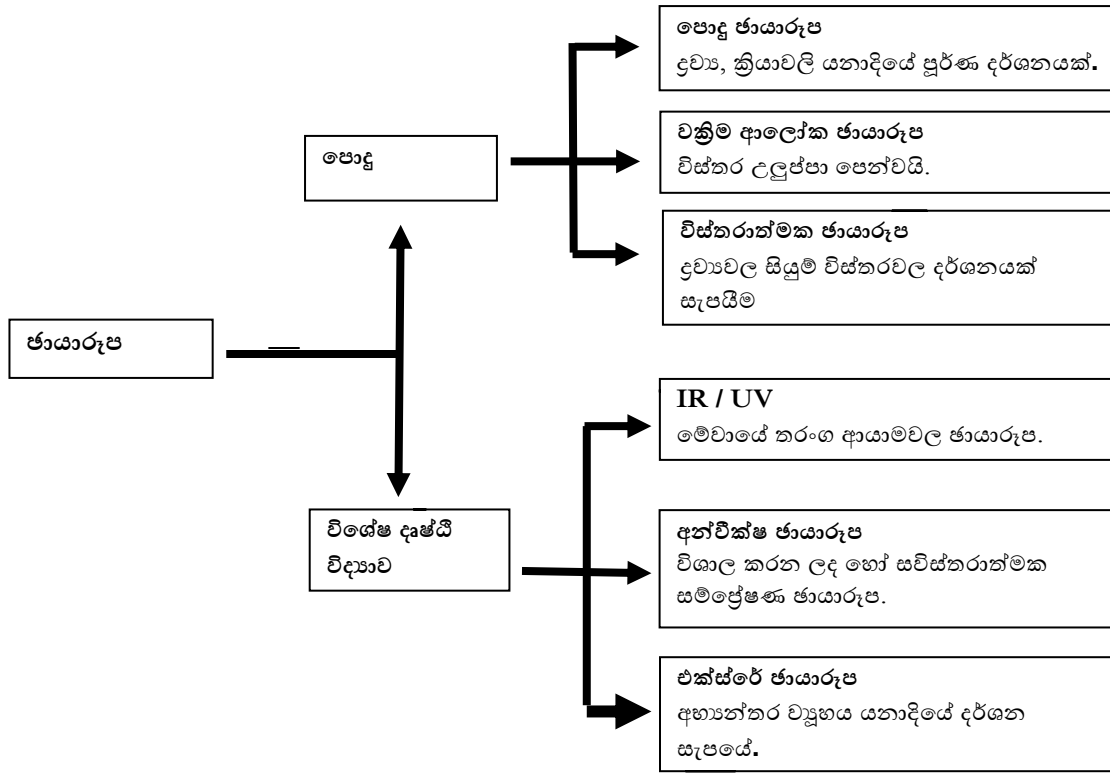 පොදු ඡායාරූප
ද්‍රව්‍ය, ක්‍රියාවලි යනාදියේ පූර්ණ දර්ශනයක්.
වක්‍රිම ආලෝක ඡායාරූප
විස්තර උලුප්පා පෙන්වයි.
පොදු
විස්තරාත්මක ඡායාරූප
ද්‍රව්‍යවල සියුම් විස්තරවල දර්ශනයක්
සැපයීම
ඡායාරූප
IR / UV
මේවායේ තරංග ආයාමවල ඡායාරූප.
විශේෂ දෘෂ්ඨි
විද්‍යාව
අන්වීක්ෂ ඡායාරූප
විශාල කරන ලද හෝ සවිස්තරාත්මක
සම්ප්‍රේෂණ ඡායාරූප.
එක්ස්රේ ඡායාරූප
අභ්‍යන්තර ව්‍යුහය යනාදියේ දර්ශන
සැපයේ.